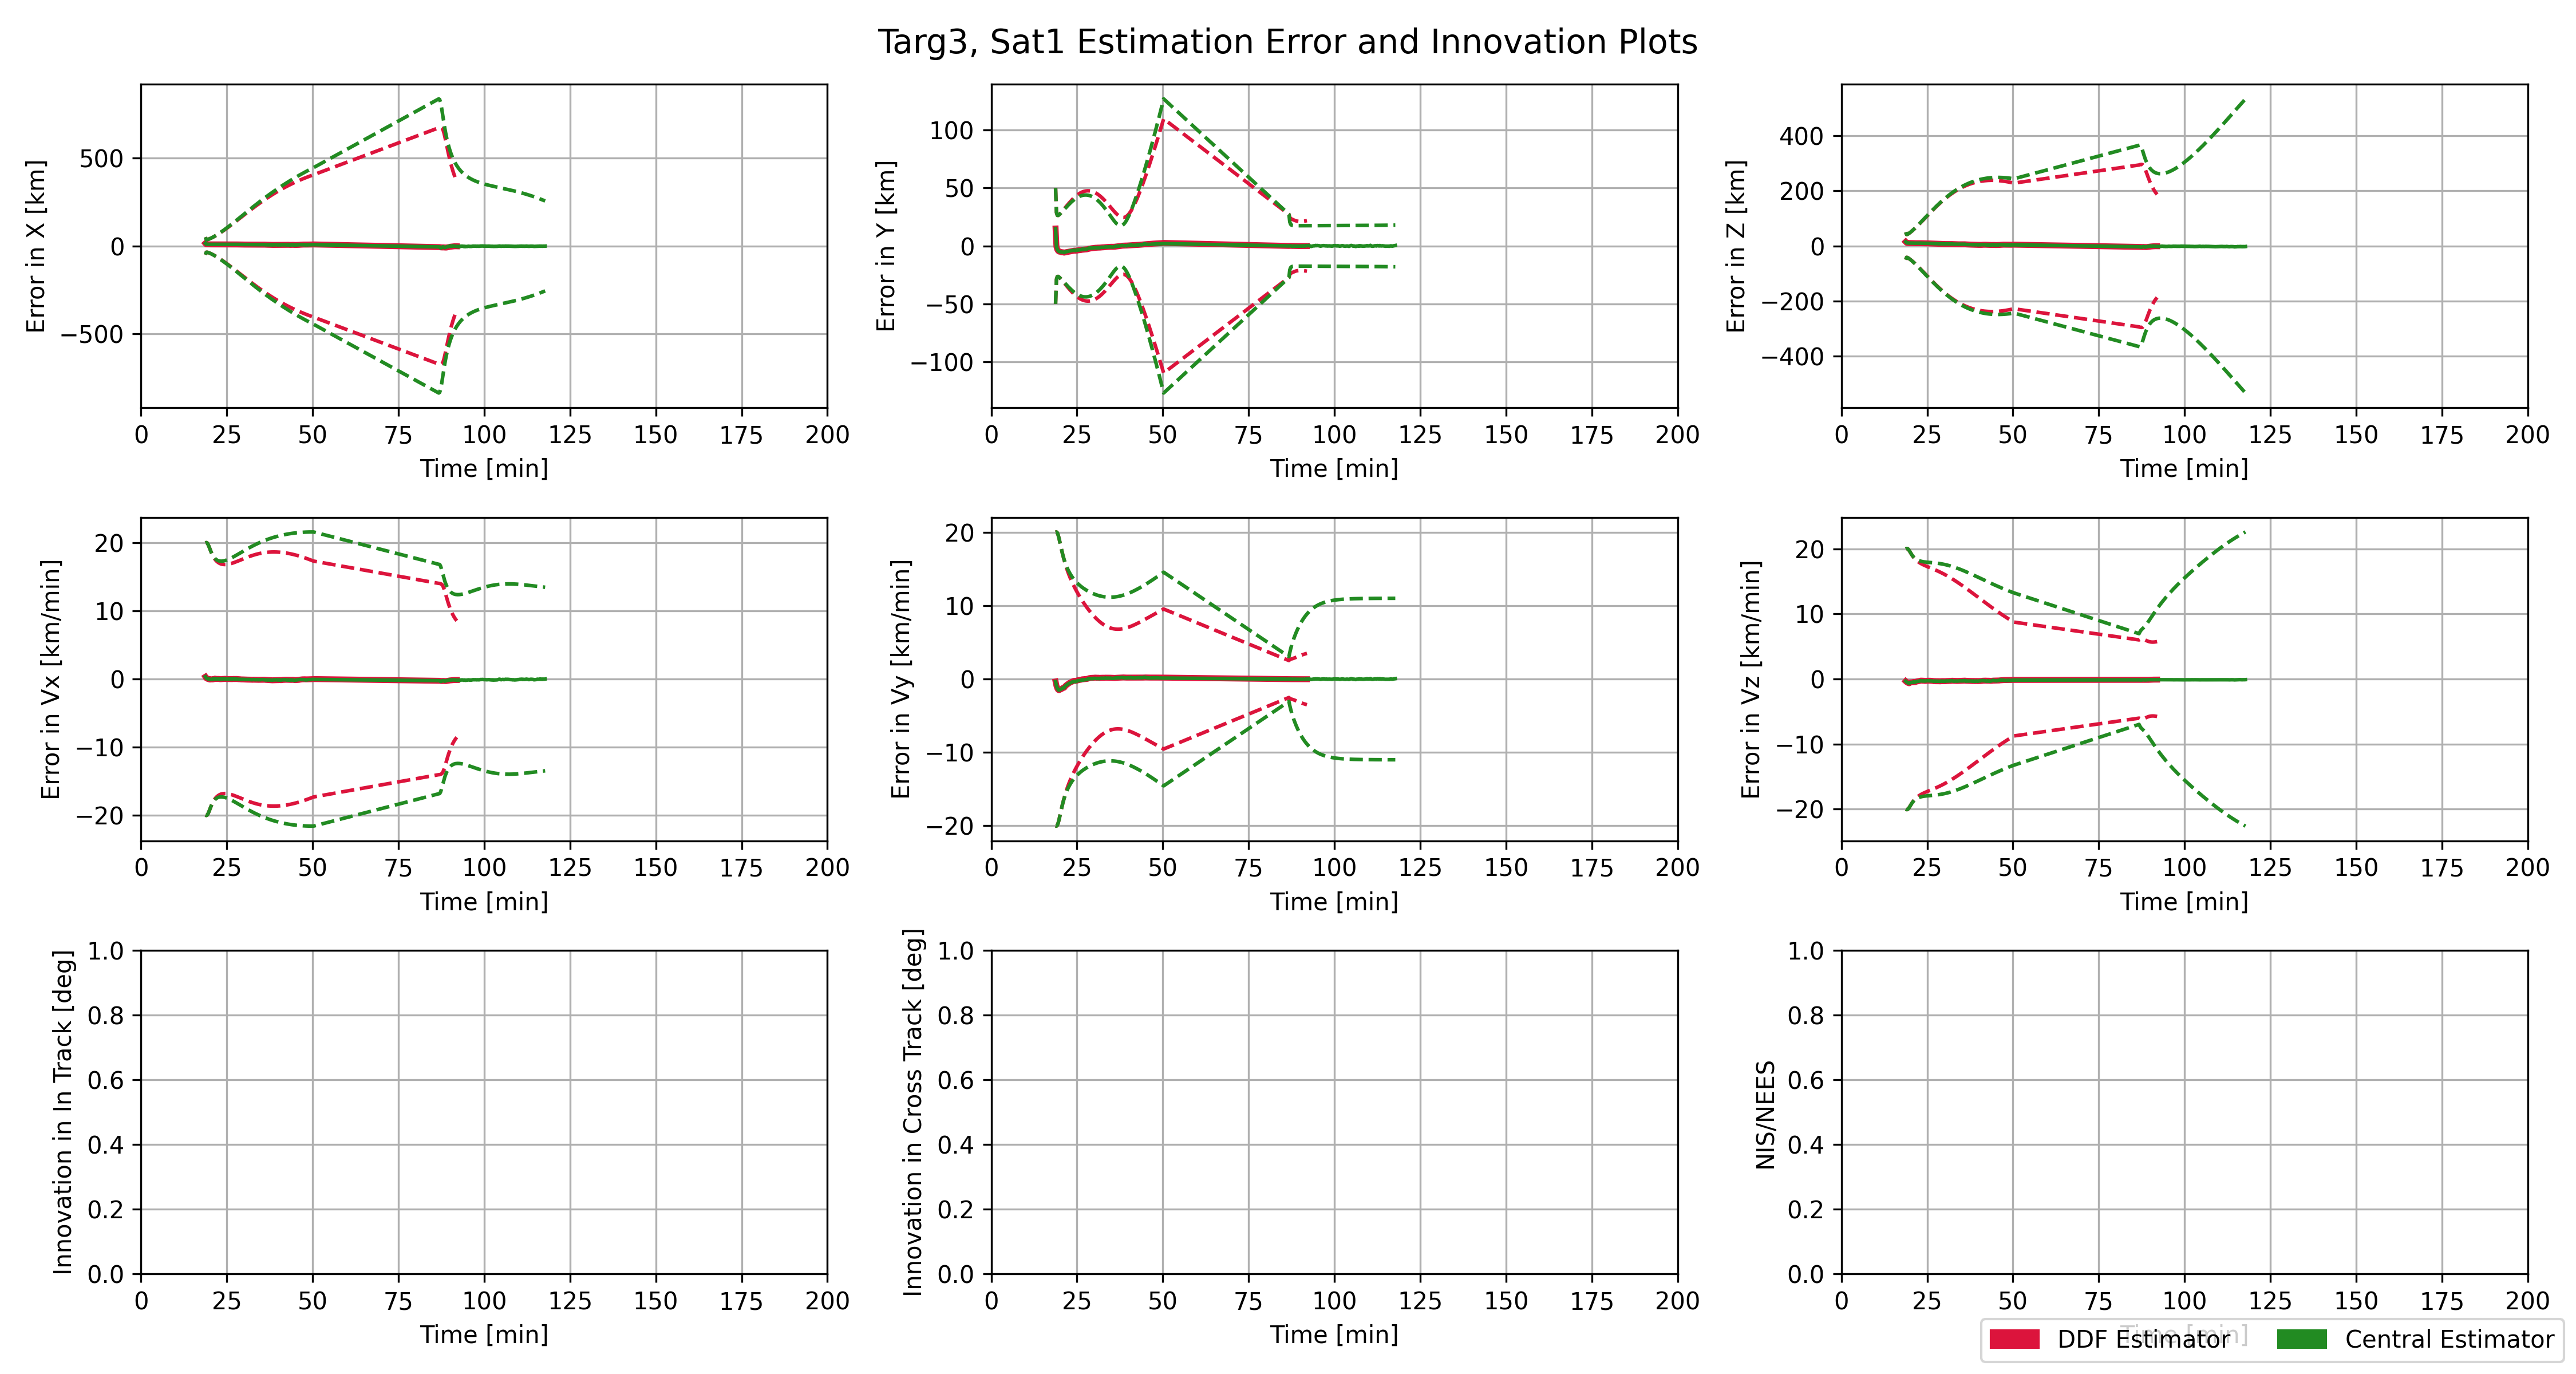 Targ3, Sat1 Estimation Error and Innovation Plots
Error in X [km]
500
0
−500
0 25 50 75 100 125 150 175 200
Time [min]
Error in Y [km]
100
50
0
−50
−100
0 25 50 75 100 125 150 175 200
Time [min]
Error in Z [km]
400
200
0
−200
−400
0 25 50 75 100 125 150 175 200
Time [min]
Error in Vx [km/min]
20
10
0
−10
−20
0 25 50 75 100 125 150 175 200
Time [min]
Error in Vy [km/min]
20
10
0
−10
−20
0 25 50 75 100 125 150 175 200
Time [min]
Error in Vz [km/min]
20
10
0
−10
−20
0 25 50 75 100 125 150 175 200
Time [min]
Innovation in In Track [deg]
1.0
0.8
0.6
0.4
0.2
0.0
0 25 50 75 100 125 150 175 200
Time [min]
Innovation in Cross Track [deg]
1.0
0.8
0.6
0.4
0.2
0.0
0 25 50 75 100 125 150 175 200
Time [min]
NIS/NEES
1.0
0.8
0.6
0.4
0.2
0.0
0 25 50 75 100 125 150 175 200
Time [min]
DDF Estimator Central Estimator